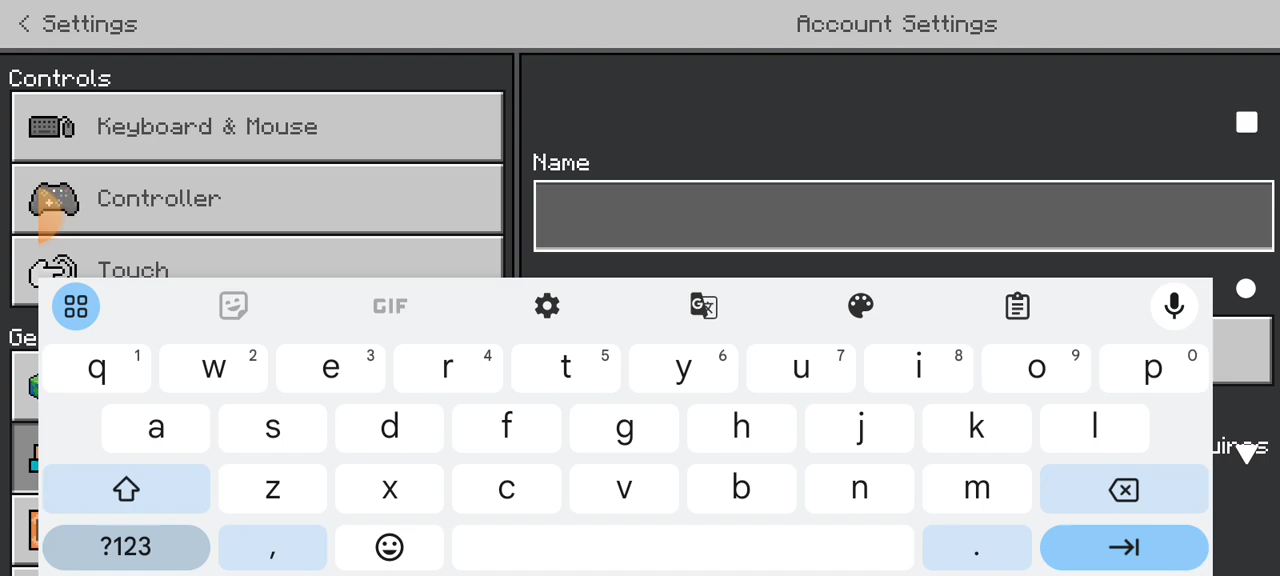 Settings
Account Settings
Controls
Keyboard & Mouse
Name
Controller
Touch
GIF
q 1 w 2 e 3 r 4 t 5 y 6 u 7 i 8 o 9 p 0
a s d f g h j k l
z x c v b n m
?123 , .